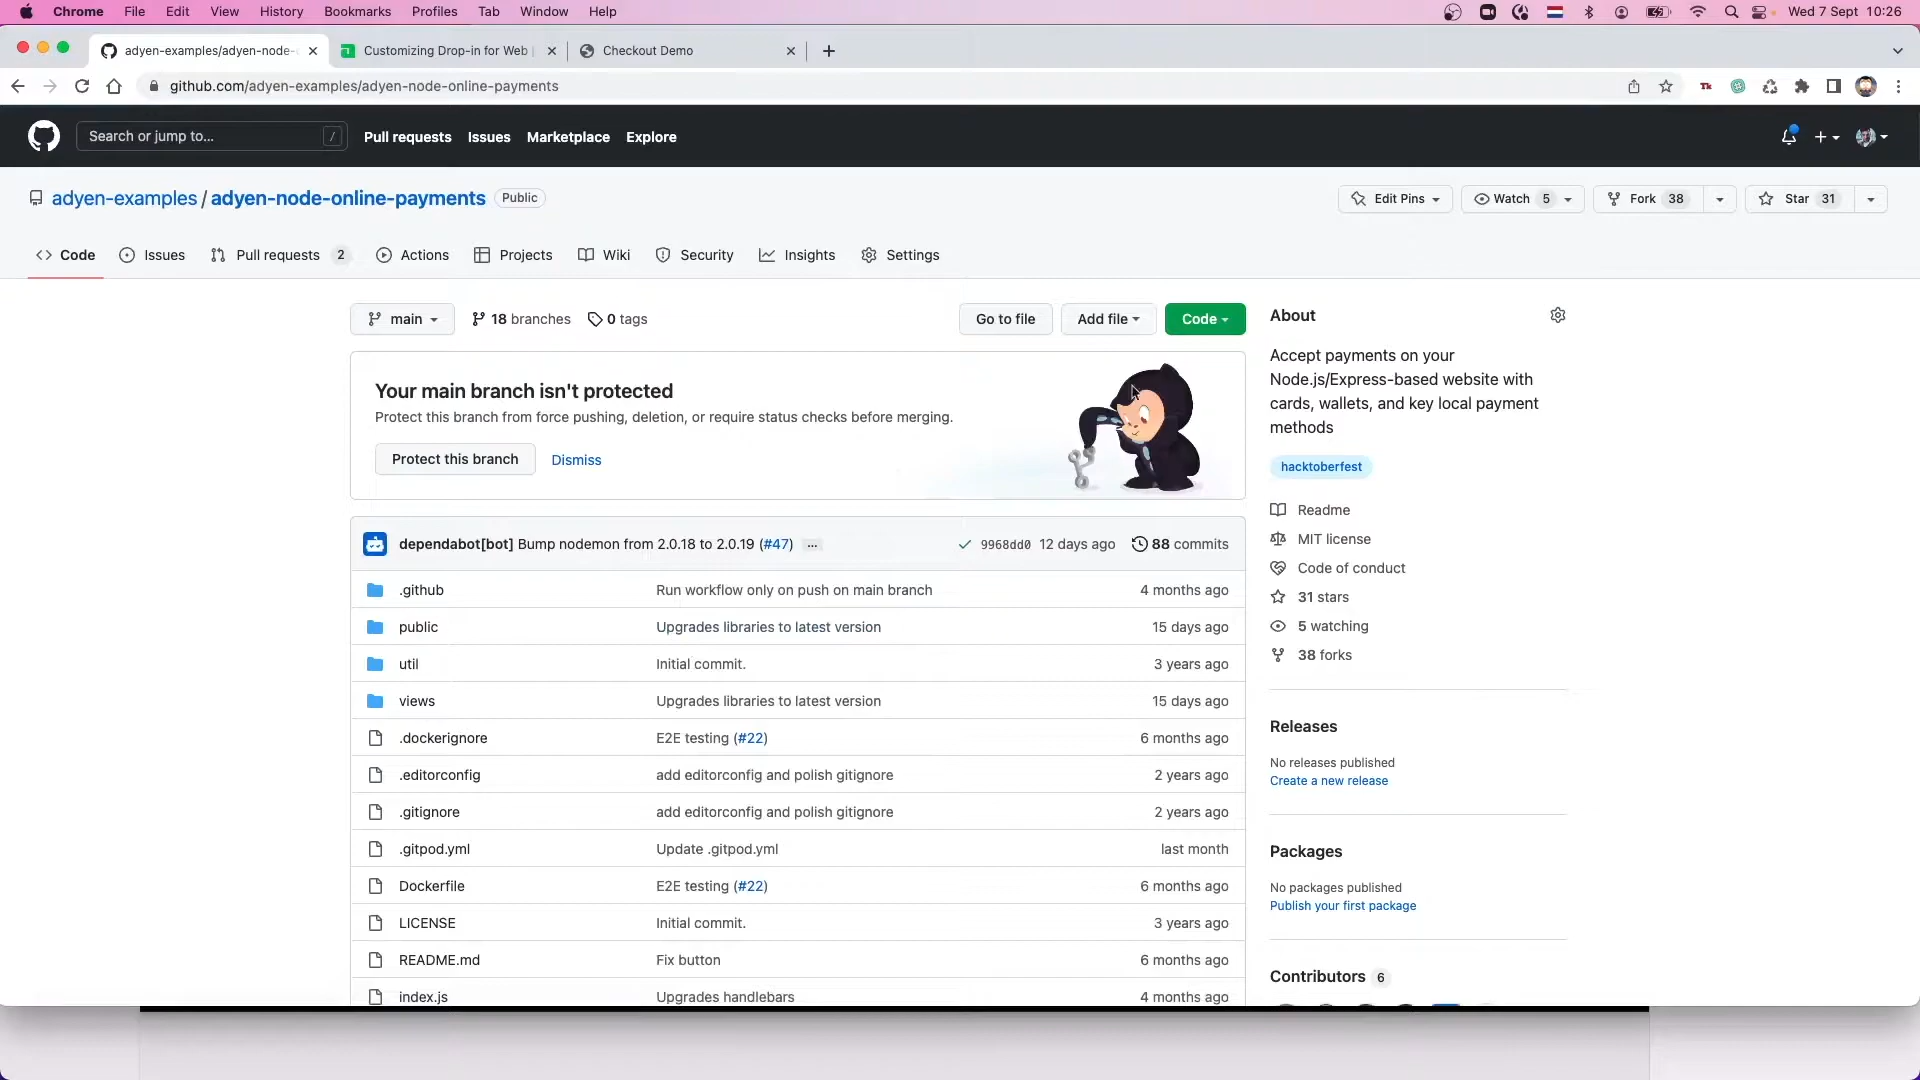 Chrome File Edit View History Bookmarks Profiles Tab Window Help Wed 7 Sept 10:26
adyen-examples/adyen-node- Customizing Drop-in for Web Checkout Demo
github.com/adyen-examples/adyen-node-online-payments
Search or jump to... / Pull requests Issues Marketplace Explore
adyen-examples / adyen-node-online-payments Public Edit Pins Watch 5 Fork 38 Star 31
Code Issues Pull requests 2 Actions Projects Wiki Security Insights Settings
main 18 branches 0 tags Go to file Add file Code
Your main branch isn't protected
Protect this branch from force pushing, deletion, or require status checks before merging.
Protect this branch Dismiss
dependabot[bot] Bump nodemon from 2.0.18 to 2.0.19 (#47) ... 9968dd0 12 days ago 88 commits
.github Run workflow only on push on main branch 4 months ago
public Upgrades libraries to latest version 15 days ago
util Initial commit. 3 years ago
views Upgrades libraries to latest version 15 days ago
.dockerignore E2E testing (#22) 6 months ago
.editorconfig add editorconfig and polish gitignore 2 years ago
.gitignore add editorconfig and polish gitignore 2 years ago
.gitpod.yml Update .gitpod.yml last month
Dockerfile E2E testing (#22) 6 months ago
LICENSE Initial commit. 3 years ago
README.md Fix button 6 months ago
index.js Upgrades handlebars 4 months ago
About
Accept payments on your
Node.js/Express-based website with
cards, wallets, and key local payment
methods
hacktoberfest
Readme
MIT license
Code of conduct
31 stars
5 watching
38 forks
Releases
No releases published
Create a new release
Packages
No packages published
Publish your first package
Contributors 6